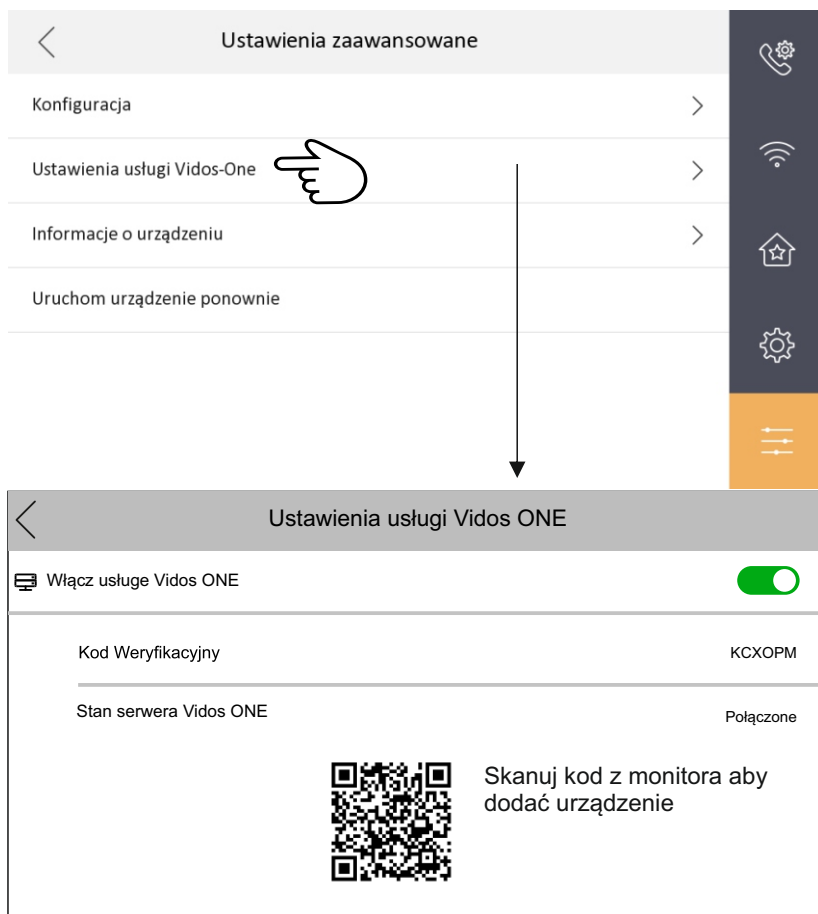 Ustawienia zaawansowane
Konfiguracja
Ustawienia usługi Vidos-One
Informacje o urządzeniu
Uruchom urządzenie ponownie
Ustawienia usługi Vidos ONE
Włącz usługe Vidos ONE
Kod Weryfikacyjny KCXOPM
Stan serwera Vidos ONE Połączone
Skanuj kod z monitora aby
dodać urządzenie